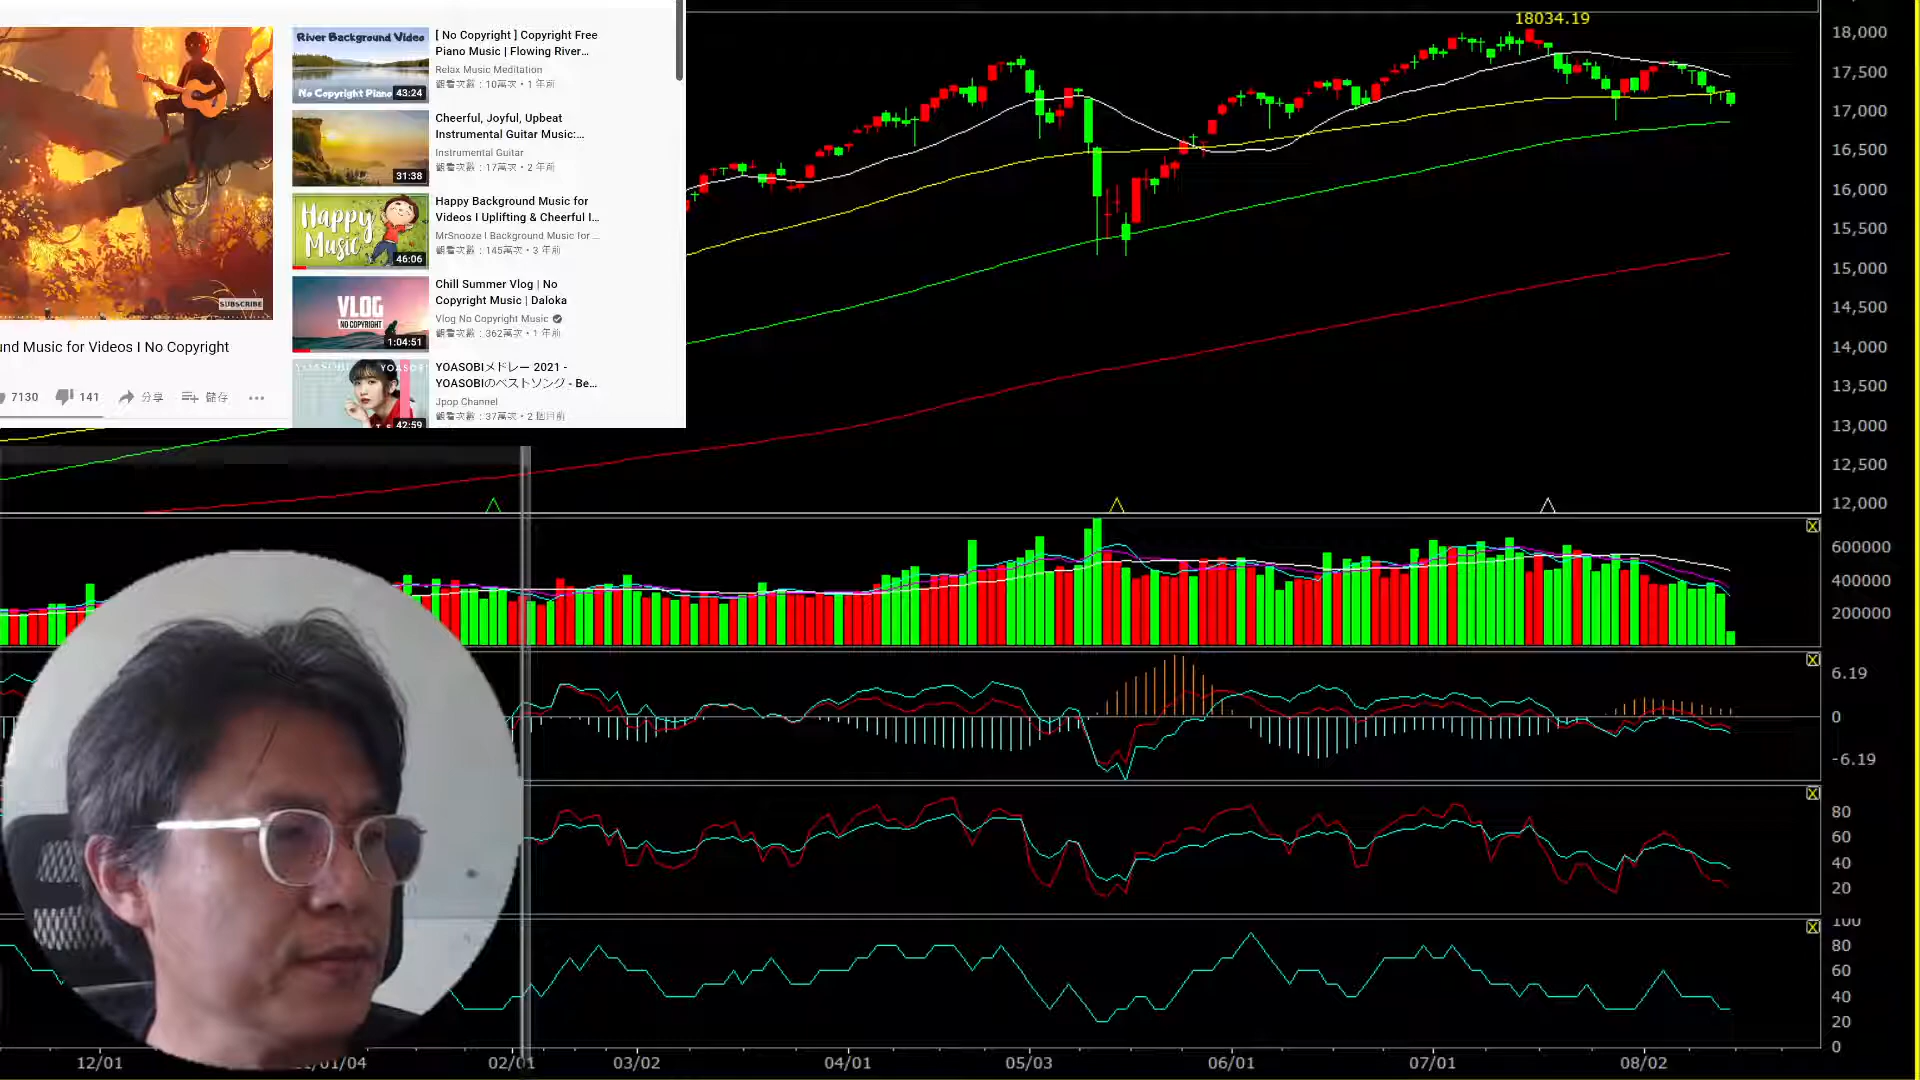 SUBSCRIBE
nd Music for Videos I No Copyright
7130
141
分享
儲存
River Background Video
No Copyright Piano
43:24
[ No Copyright ] Copyright Free
Piano Music | Flowing River...
Relax Music Meditation
觀看次數：10萬次・1 年前
31:38
Cheerful, Joyful, Upbeat
Instrumental Guitar Music:...
Instrumental Guitar
觀看次數：17萬次・2 年前
Happy
Music
46:06
Happy Background Music for
Videos I Uplifting & Cheerful I...
MrSnooze I Background Music for ...
觀看次數：145萬次・3 年前
VLOG
NO COPYRIGHT
1:04:51
Chill Summer Vlog | No
Copyright Music | Daloka
Vlog No Copyright Music
觀看次數：362萬次・1 年前
42:59
YOASOBIメドレー 2021 -
YOASOBIのベストソング - Be...
Jpop Channel
觀看次數：37萬次・2 個月前
18034.19
18,000
17,500
17,000
16,500
16,000
15,500
15,000
14,500
14,000
13,500
13,000
12,500
12,000
600000
400000
200000
6.19
0
-6.19
80
60
40
20
100
80
60
40
20
0
12/01
/01/04
02/01
03/02
04/01
05/03
06/01
07/01
08/02